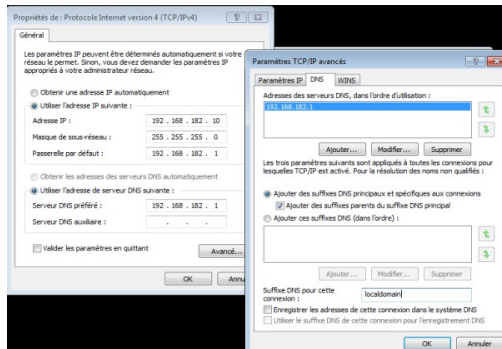 Propriétés de : Protocole Internet version 4 (TCP/IPv4)
Général
Les paramètres IP peuvent être déterminés automatiquement si votre
réseau le permet. Sinon, vous devez demander les paramètres IP
appropriés à votre administrateur réseau.
Obtenir une adresse IP automatiquement
Utiliser l'adresse IP suivante :
Adresse IP : 192 . 168 . 182 . 10
Masque de sous-réseau : 255 . 255 . 255 . 0
Passerelle par défaut : 192 . 168 . 182 . 1
Obtenir les adresses des serveurs DNS automatiquement
Utiliser l'adresse de serveur DNS suivante :
Serveur DNS préféré : 192 . 168 . 182 . 1
Serveur DNS auxiliaire : . . .
Valider les paramètres en quittant
Avancé...
OK Annu
Paramètres TCP/IP avancés
Paramètres IP DNS WINS
Adresses des serveurs DNS, dans l'ordre d'utilisation :
192.168.182.1
Ajouter... Modifier... Supprimer
Les trois paramètres suivants sont appliqués à toutes les connexions pour
lesquelles TCP/IP est activé. Pour la résolution des noms non qualifiés :
Ajouter des suffixes DNS principaux et spécifiques aux connexions
Ajouter des suffixes parents du suffixe DNS principal
Ajouter ces suffixes DNS (dans l'ordre) :
Ajouter... Modifier... Supprimer
Suffixe DNS pour cette
connexion : localdomain
Enregistrer les adresses de cette connexion dans le système DNS
Utiliser le suffixe DNS de cette connexion pour l'enregistrement DNS
OK Annuler